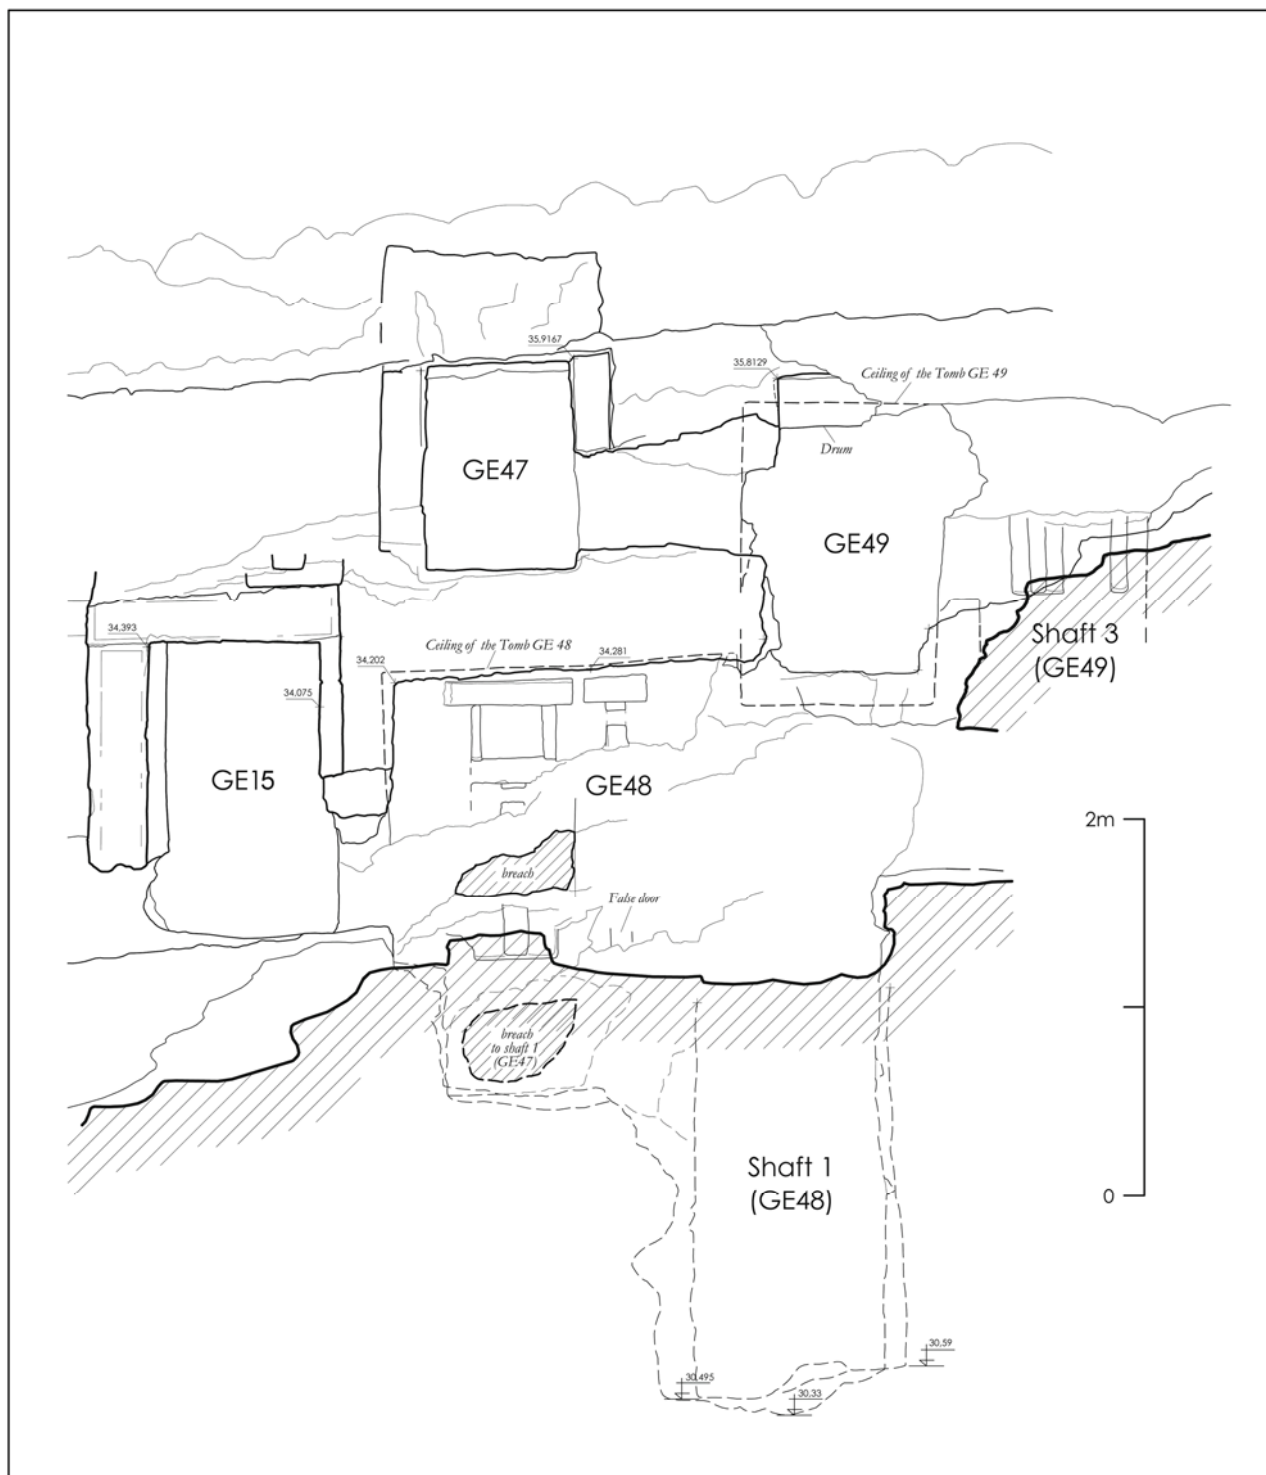 35,9167
35,8129
Ceiling of the Tomb GE 49
Drum
GE47
GE49
34,393
Shaft 3
(GE49)
Ceiling of the Tomb GE 48
34,202
34,281
34,075
GE15
GE48
2m
breach
False door
breach
to shaft 1
(GE47)
Shaft 1
(GE48)
0
30,59
30,495
30,33